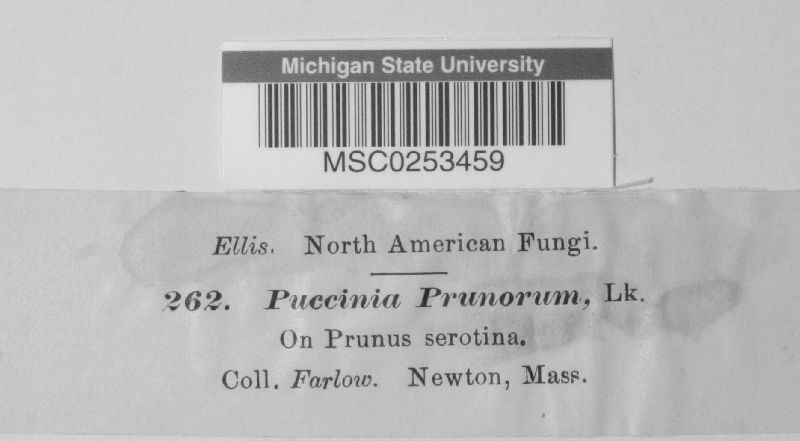 Michigan State University
MSC0253459
Ellis. North American Fungi.
262. Puccinia Prunorum, Lk.
On Prunus serotina.
Coll. Farlow. Newton, Mass.